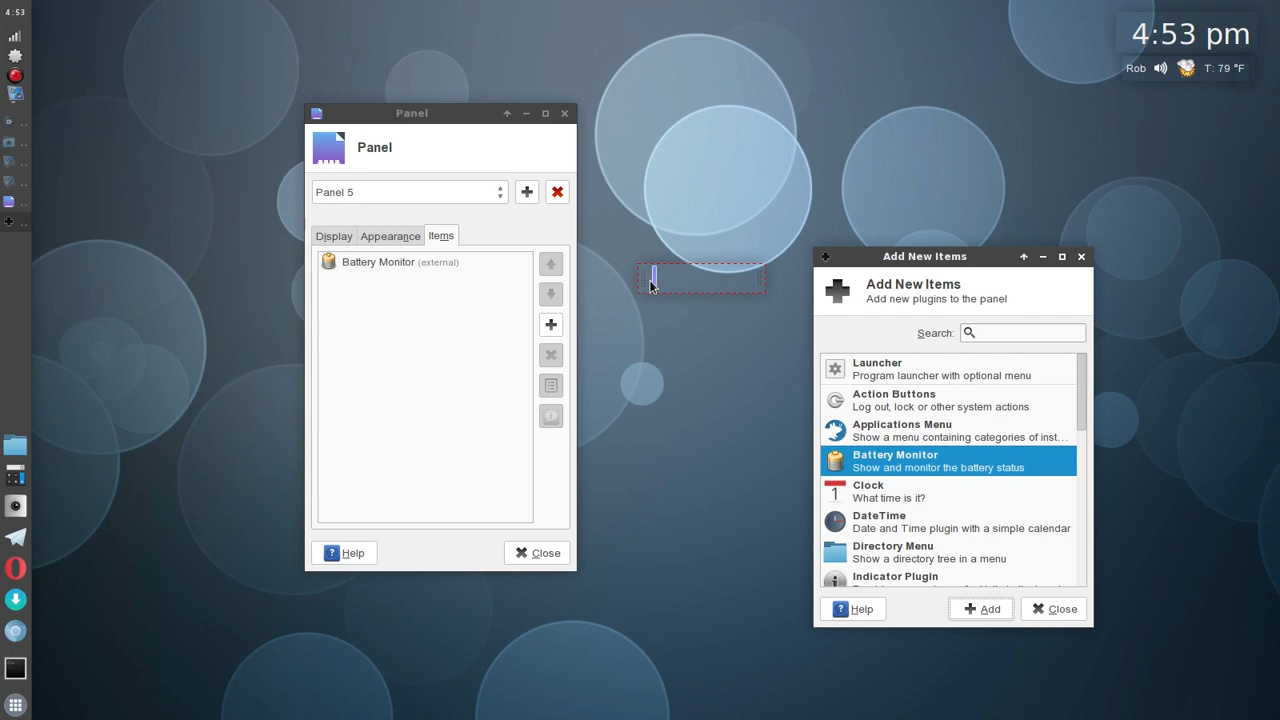 4:53
4:53 pm
Rob T: 79 °F
..
..
..
..
..
..
Panel
Panel
Panel 5
Display Appearance Items
Battery Monitor (external)
Help Close
Add New Items
Add New Items
Add new plugins to the panel
Search:
Launcher
Program launcher with optional menu
Action Buttons
Log out, lock or other system actions
Applications Menu
Show a menu containing categories of inst...
Battery Monitor
Show and monitor the battery status
1
Clock
What time is it?
DateTime
Date and Time plugin with a simple calendar
Directory Menu
Show a directory tree in a menu
Indicator Plugin
Help Add Close